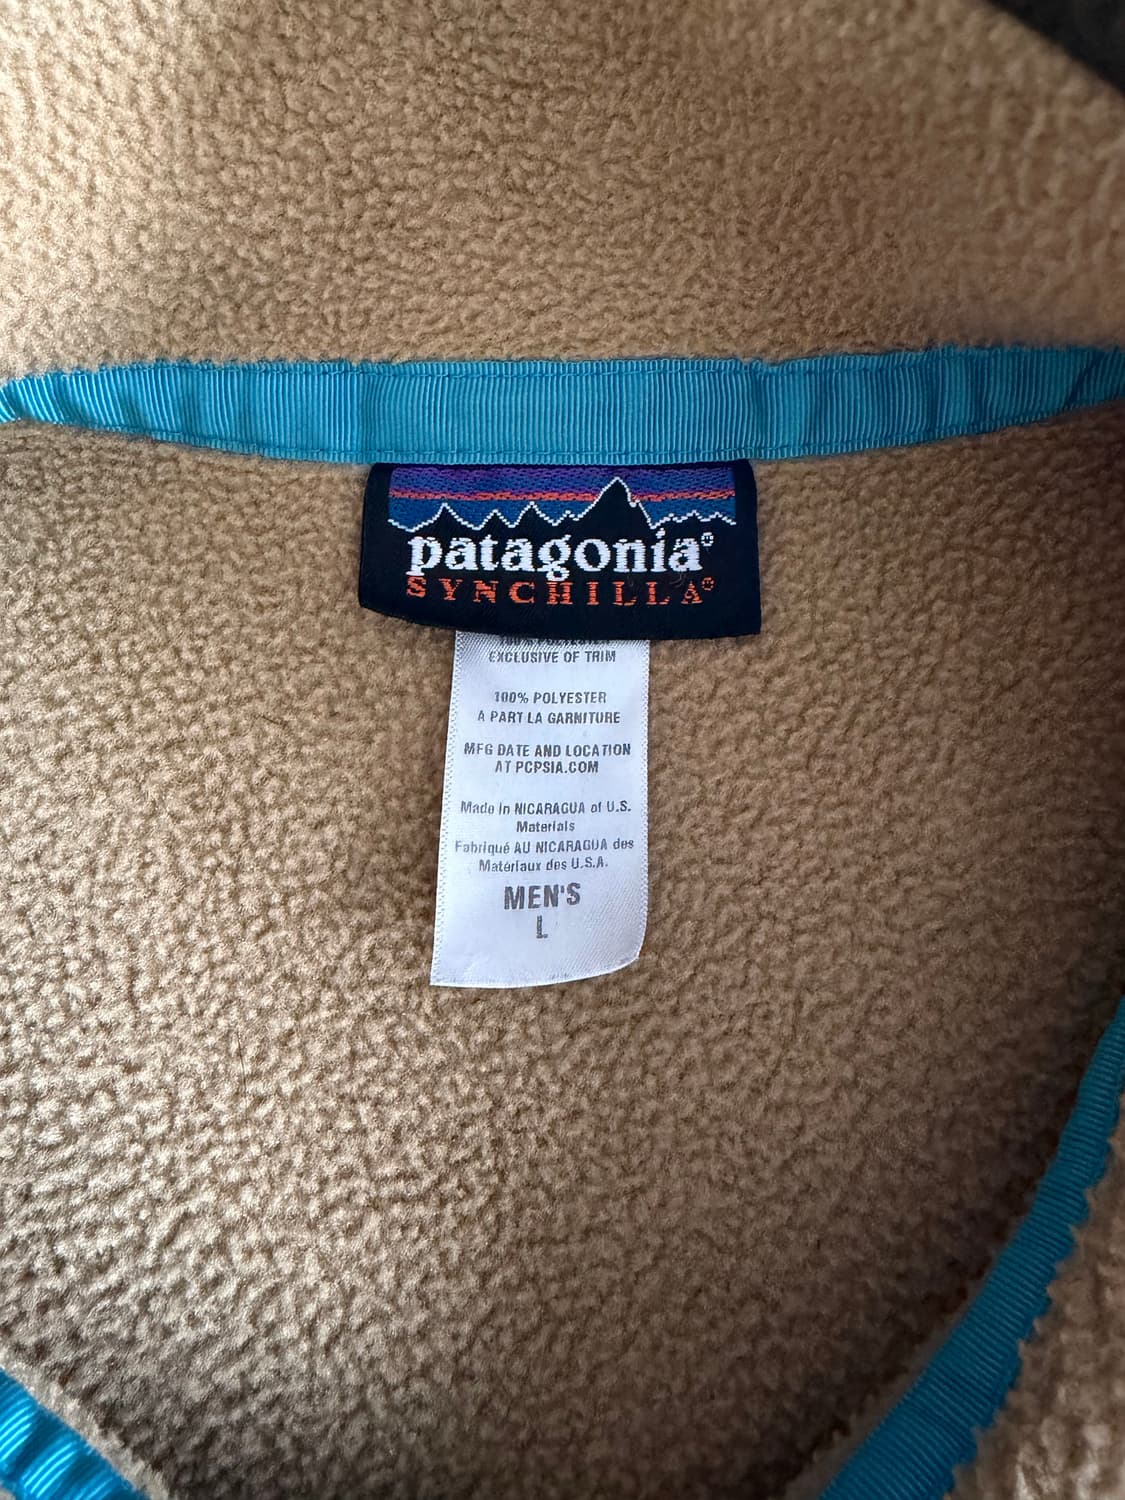 patagonia®
SYNCHILLA®
EXCLUSIVE OF TRIM
100% POLYESTER
A PART LA GARNITURE
MFG DATE AND LOCATION
AT PCPSIA.COM
Made in NICARAGUA of U.S.
Materials
Fabriqué AU NICARAGUA des
Matériaux des U.S.A.
MEN'S
L